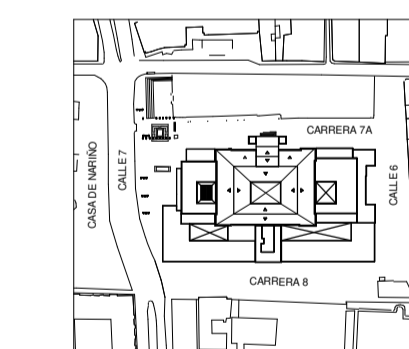 CARRERA 7A
CASA DE NARIÑO
CALLE 7
CALLE 6
CARRERA 8